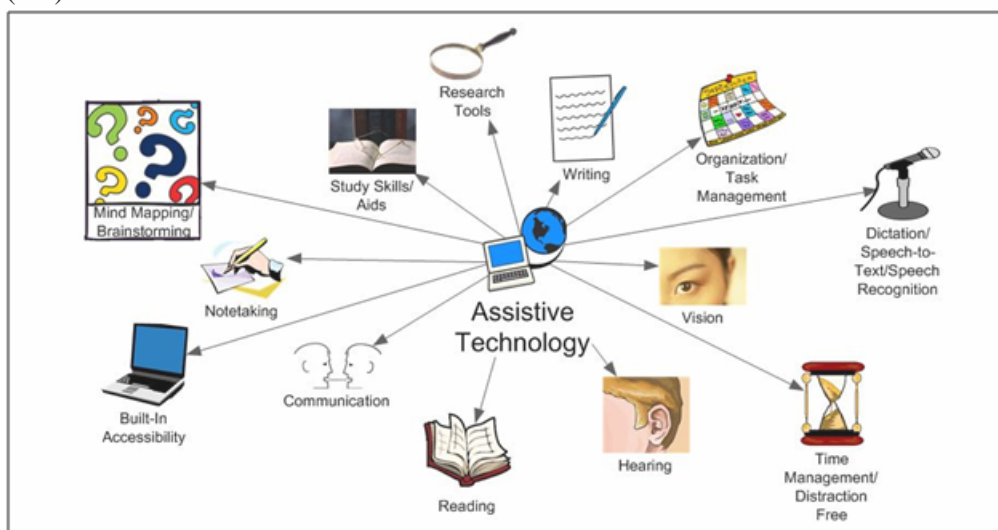 Research
Tools
Writing
Organization/
Task
Management
Study Skills/
Aids
Mind Mapping/
Brainstorming
Dictation/
Speech-to-
Text/Speech
Recognition
Notetaking
Vision
Assistive
Technology
Communication
Built-In
Accessibility
Hearing
Time
Management/
Distraction
Free
Reading